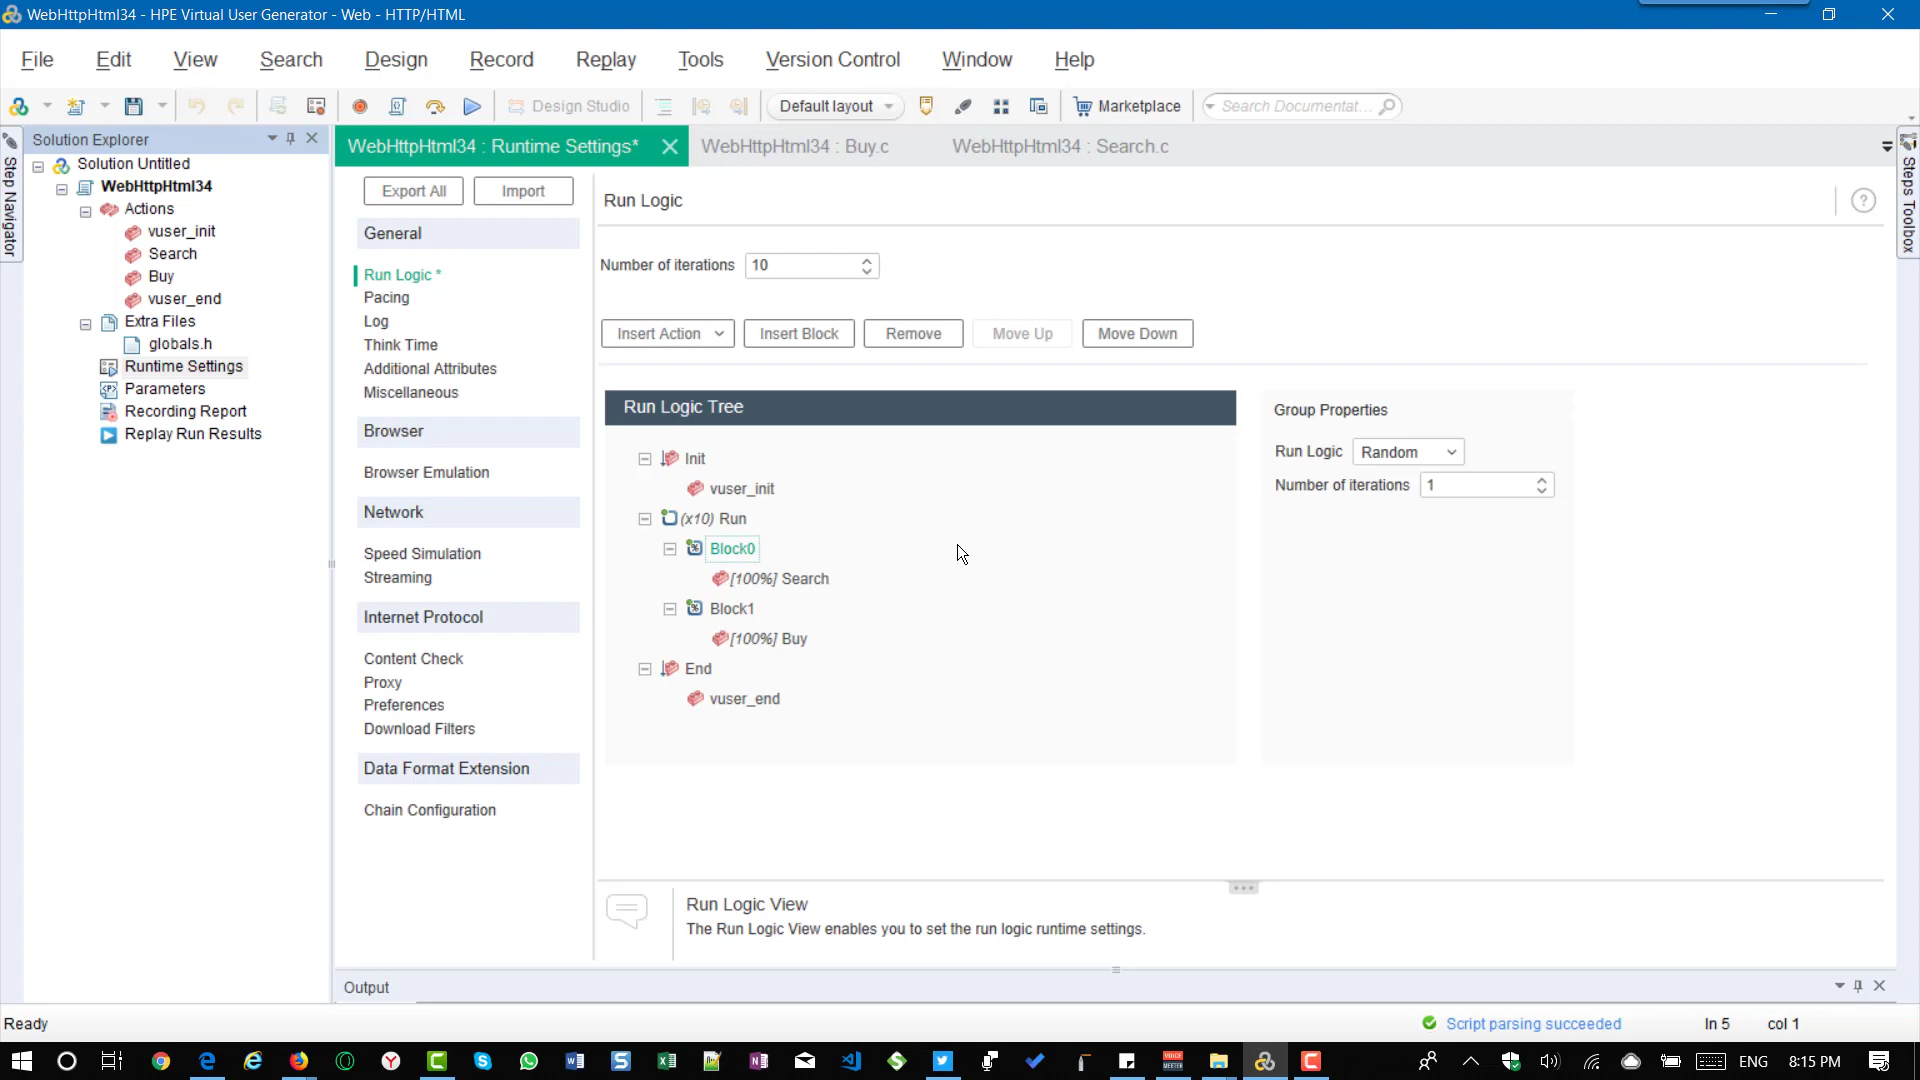 WebHttpHtml34 - HPE Virtual User Generator - Web - HTTP/HTML
File Edit View Search Design Record Replay Tools Version Control Window Help
Design Studio Default layout Marketplace Search Documentat...
Step Navigator
Solution Explorer
Solution Untitled
WebHttpHtml34
Actions
vuser_init
Search
Buy
vuser_end
Extra Files
globals.h
Runtime Settings
Parameters
Recording Report
Replay Run Results
WebHttpHtml34 : Runtime Settings* WebHttpHtml34 : Buy.c WebHttpHtml34 : Search.c
Export All Import
General
Run Logic *
Pacing
Log
Think Time
Additional Attributes
Miscellaneous
Browser
Browser Emulation
Network
Speed Simulation
Streaming
Internet Protocol
Content Check
Proxy
Preferences
Download Filters
Data Format Extension
Chain Configuration
Run Logic ?
Number of iterations 10
Insert Action Insert Block Remove Move Up Move Down
Run Logic Tree
Init
vuser_init
(x10) Run
Block0
[100%] Search
Block1
[100%] Buy
End
vuser_end
Group Properties
Run Logic Random
Number of iterations 1
Run Logic View
The Run Logic View enables you to set the run logic runtime settings.
Steps Toolbox
Output
Ready Script parsing succeeded ln 5 col 1
ENG 8:15 PM